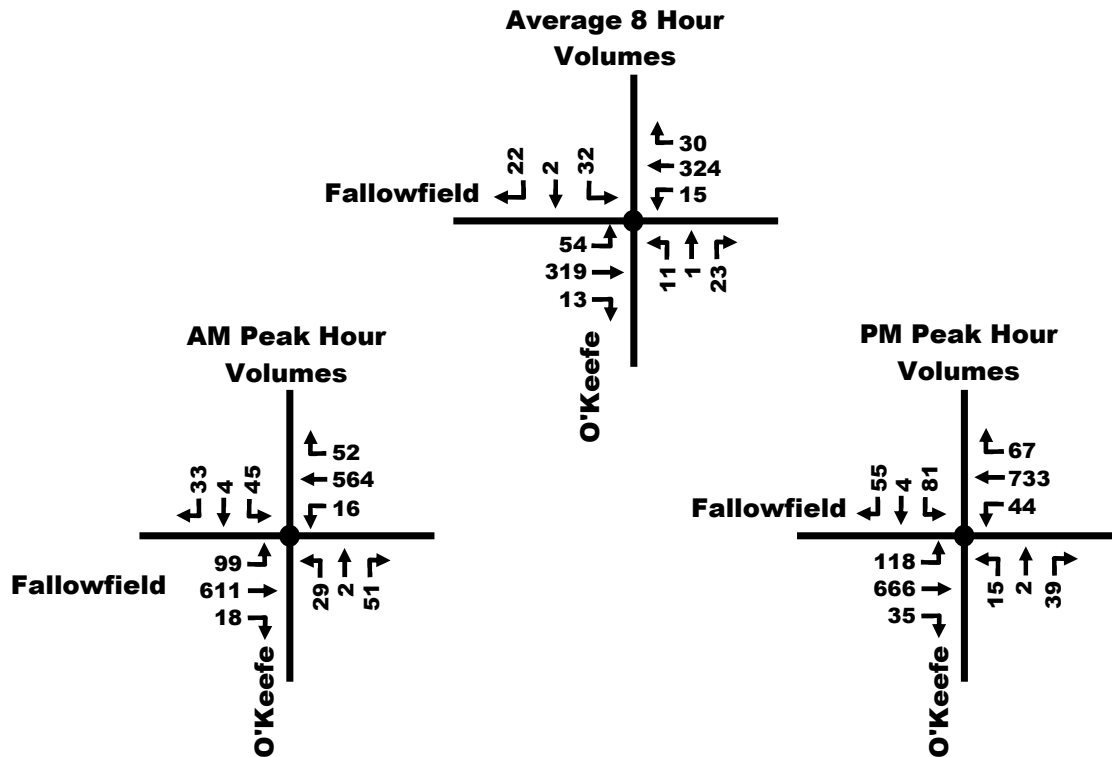 Average 8 Hour
Volumes
30
22 2 32
324
Fallowfield
15
54
319
11 1 23
13
O'Keefe
AM Peak Hour
Volumes
52
33 4 45
564
16
99
Fallowfield
611
29 2 51
18
O'Keefe
PM Peak Hour
Volumes
67
55 4 81
733
Fallowfield
44
118
666
15 2 39
35
O'Keefe